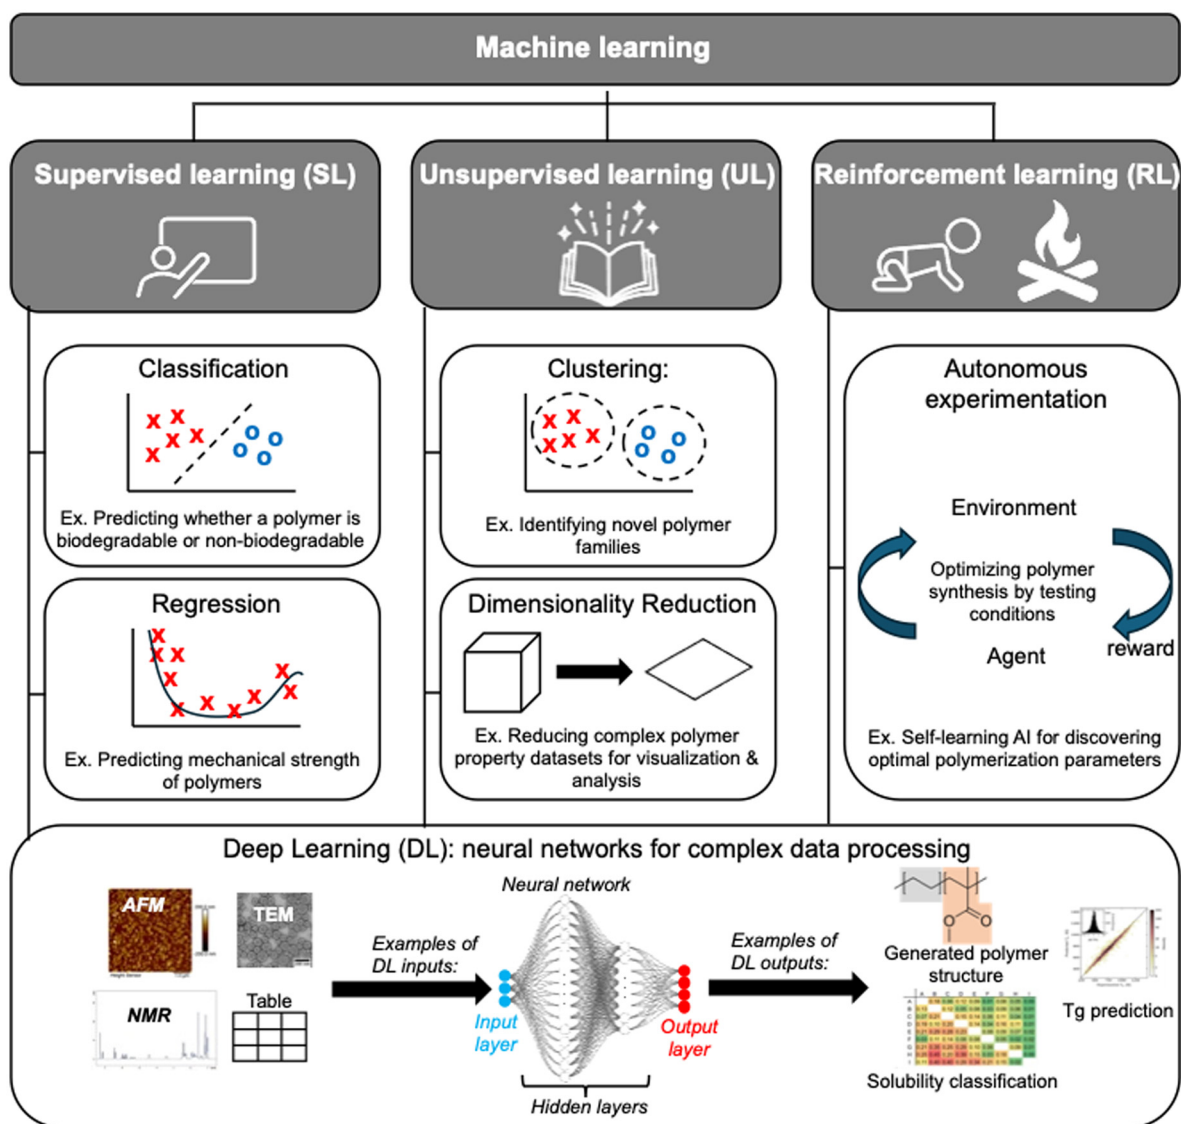 Machine learning
Supervised learning (SL)
Unsupervised learning (UL)
Reinforcement learning (RL)
Classification
x x
x x
x
o o
o o
Ex. Predicting whether a polymer is
biodegradable or non-biodegradable
Regression
Ex. Predicting mechanical strength
of polymers
Clustering:
x x
x x x
o o
o o
Ex. Identifying novel polymer
families
Dimensionality Reduction
Ex. Reducing complex polymer
property datasets for visualization &
analysis
Autonomous
experimentation
Environment
Optimizing polymer
synthesis by testing
conditions
Agent
reward
Ex. Self-learning AI for discovering
optimal polymerization parameters
Deep Learning (DL): neural networks for complex data processing
AFM
Height Sensor
TEM
NMR
Table
Examples of
DL inputs:
Neural network
Input
layer
Output
layer
Hidden layers
Examples of
DL outputs:
O
O
Generated polymer
structure
Solubility classification
Tg prediction